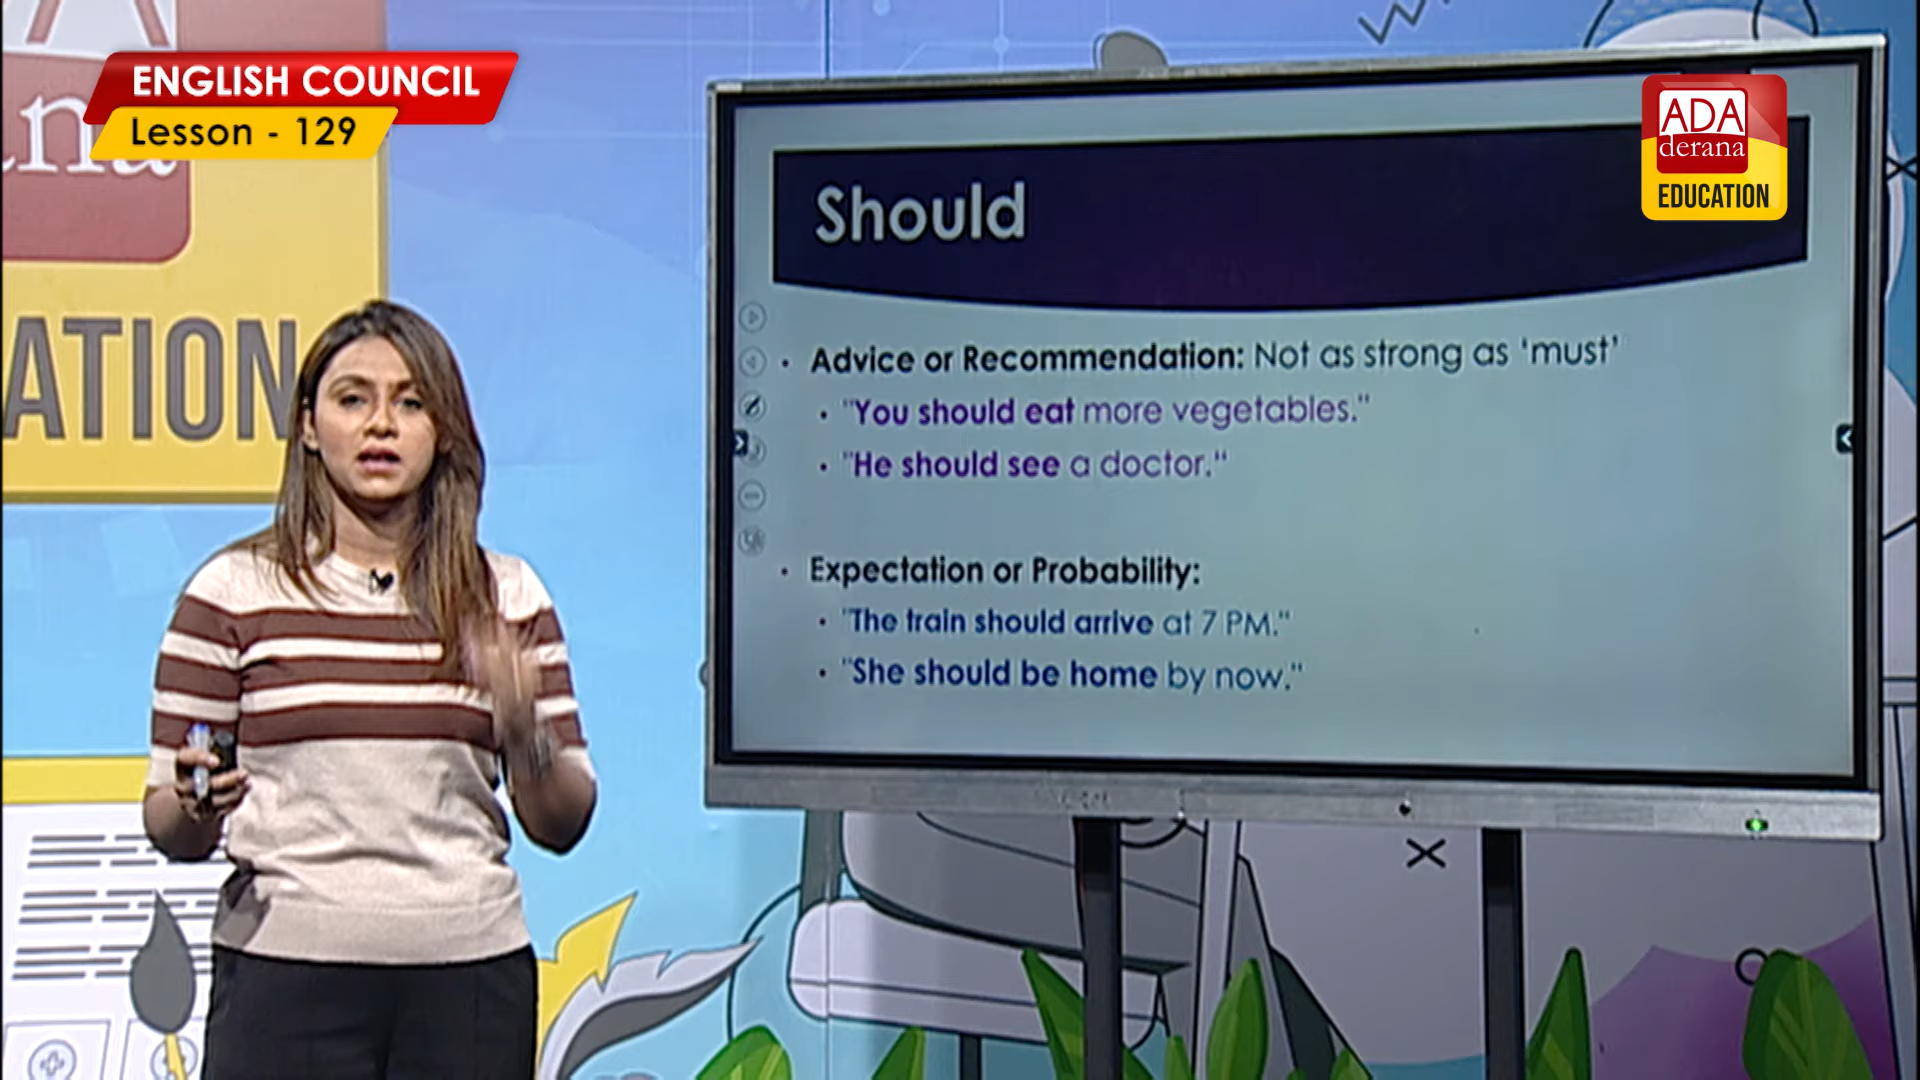 ENGLISH COUNCIL
Lesson - 129
ana
ATION
ADA
derana
EDUCATION
Should
• Advice or Recommendation: Not as strong as 'must'
• "You should eat more vegetables."
• "He should see a doctor."
• Expectation or Probability:
• "The train should arrive at 7 PM."
• "She should be home by now."